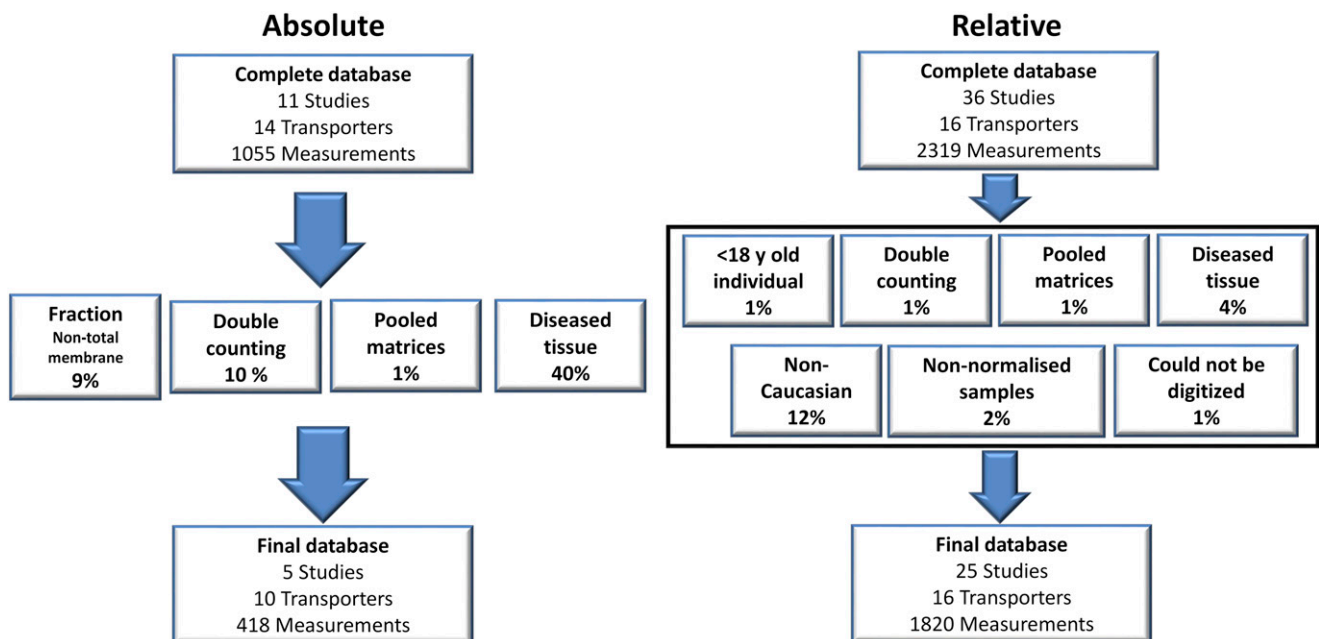 Absolute
Complete database
11 Studies
14 Transporters
1055 Measurements
Fraction
Non-total
membrane
9%
Double
counting
10 %
Pooled
matrices
1%
Diseased
tissue
40%
Final database
5 Studies
10 Transporters
418 Measurements
Relative
Complete database
36 Studies
16 Transporters
2319 Measurements
<18 y old
individual
1%
Double
counting
1%
Pooled
matrices
1%
Diseased
tissue
4%
Non-
Caucasian
12%
Non-normalised
samples
2%
Could not be
digitized
1%
Final database
25 Studies
16 Transporters
1820 Measurements